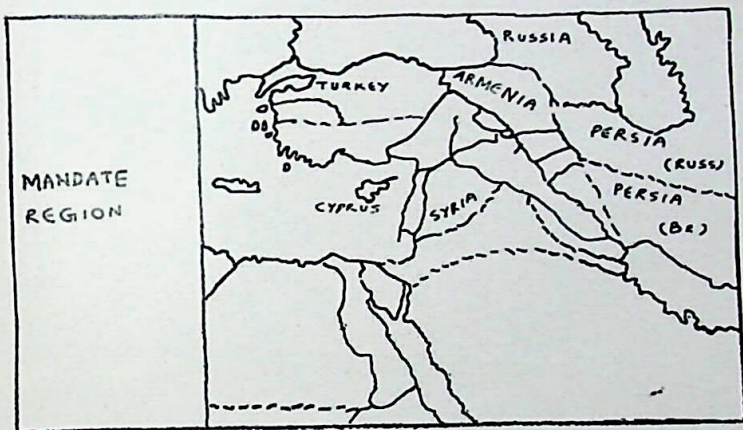 MANDATE
REGION
RUSSIA
TURKEY
ARMENIA
PERSIA
(RUSS)
PERSIA
(BR)
CYPRUS
SYRIA